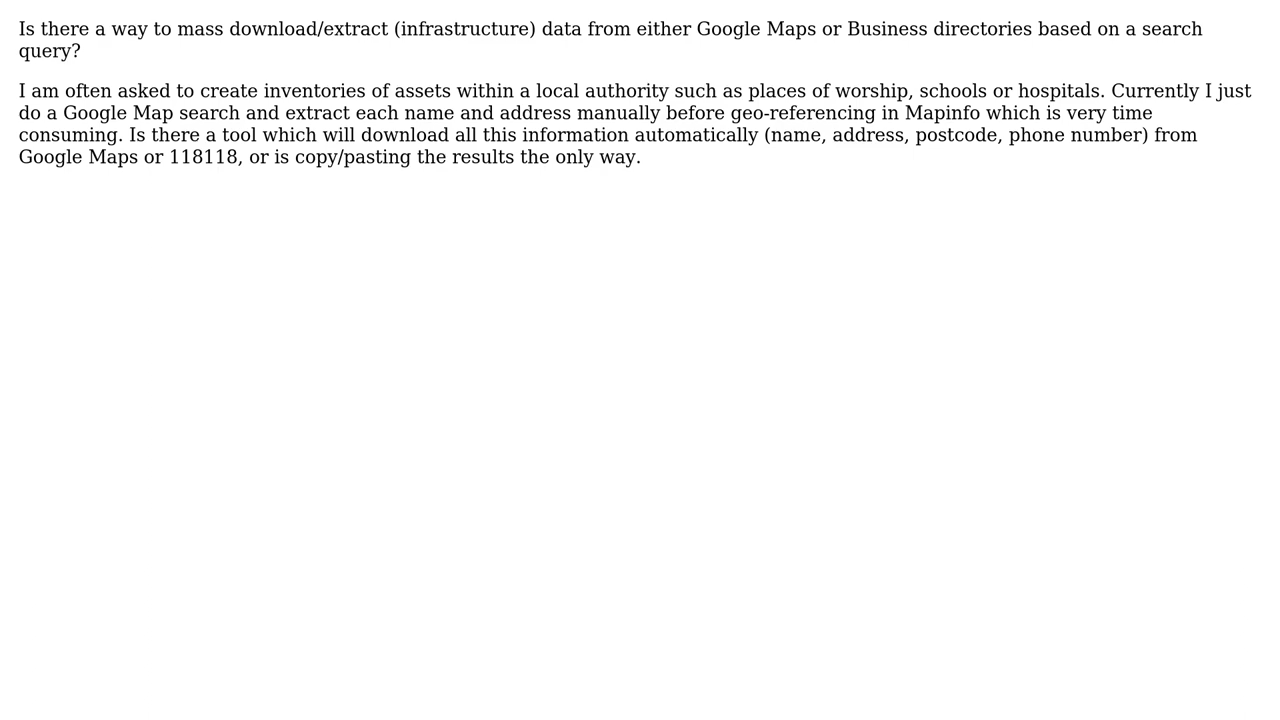 Is there a way to mass download/extract (infrastructure) data from either Google Maps or Business directories based on a search
query?
I am often asked to create inventories of assets within a local authority such as places of worship, schools or hospitals. Currently I just
do a Google Map search and extract each name and address manually before geo-referencing in Mapinfo which is very time
consuming. Is there a tool which will download all this information automatically (name, address, postcode, phone number) from
Google Maps or 118118, or is copy/pasting the results the only way.